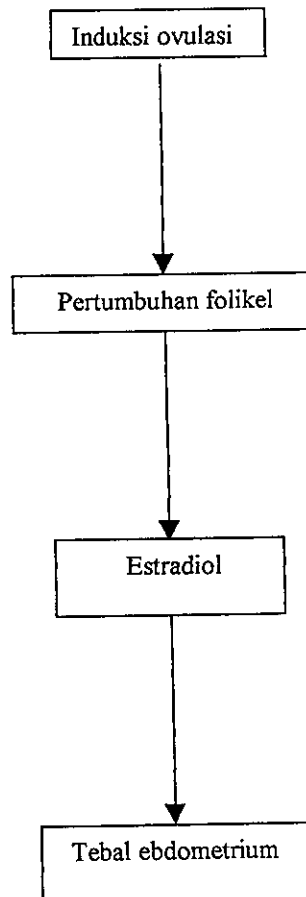 Induksi ovulasi
Pertumbuhan folikel
Estradiol
Tebal ebdometrium